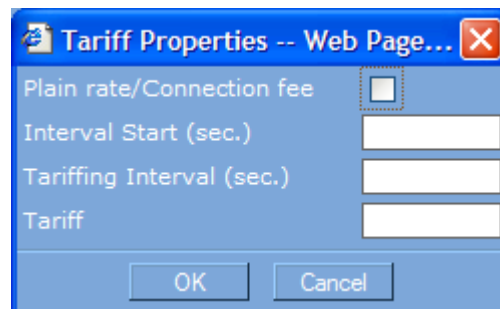 Tariff Properties -- Web Page...
Plain rate/Connection fee
Interval Start (sec.)
Tariffing Interval (sec.)
Tariff
OK Cancel